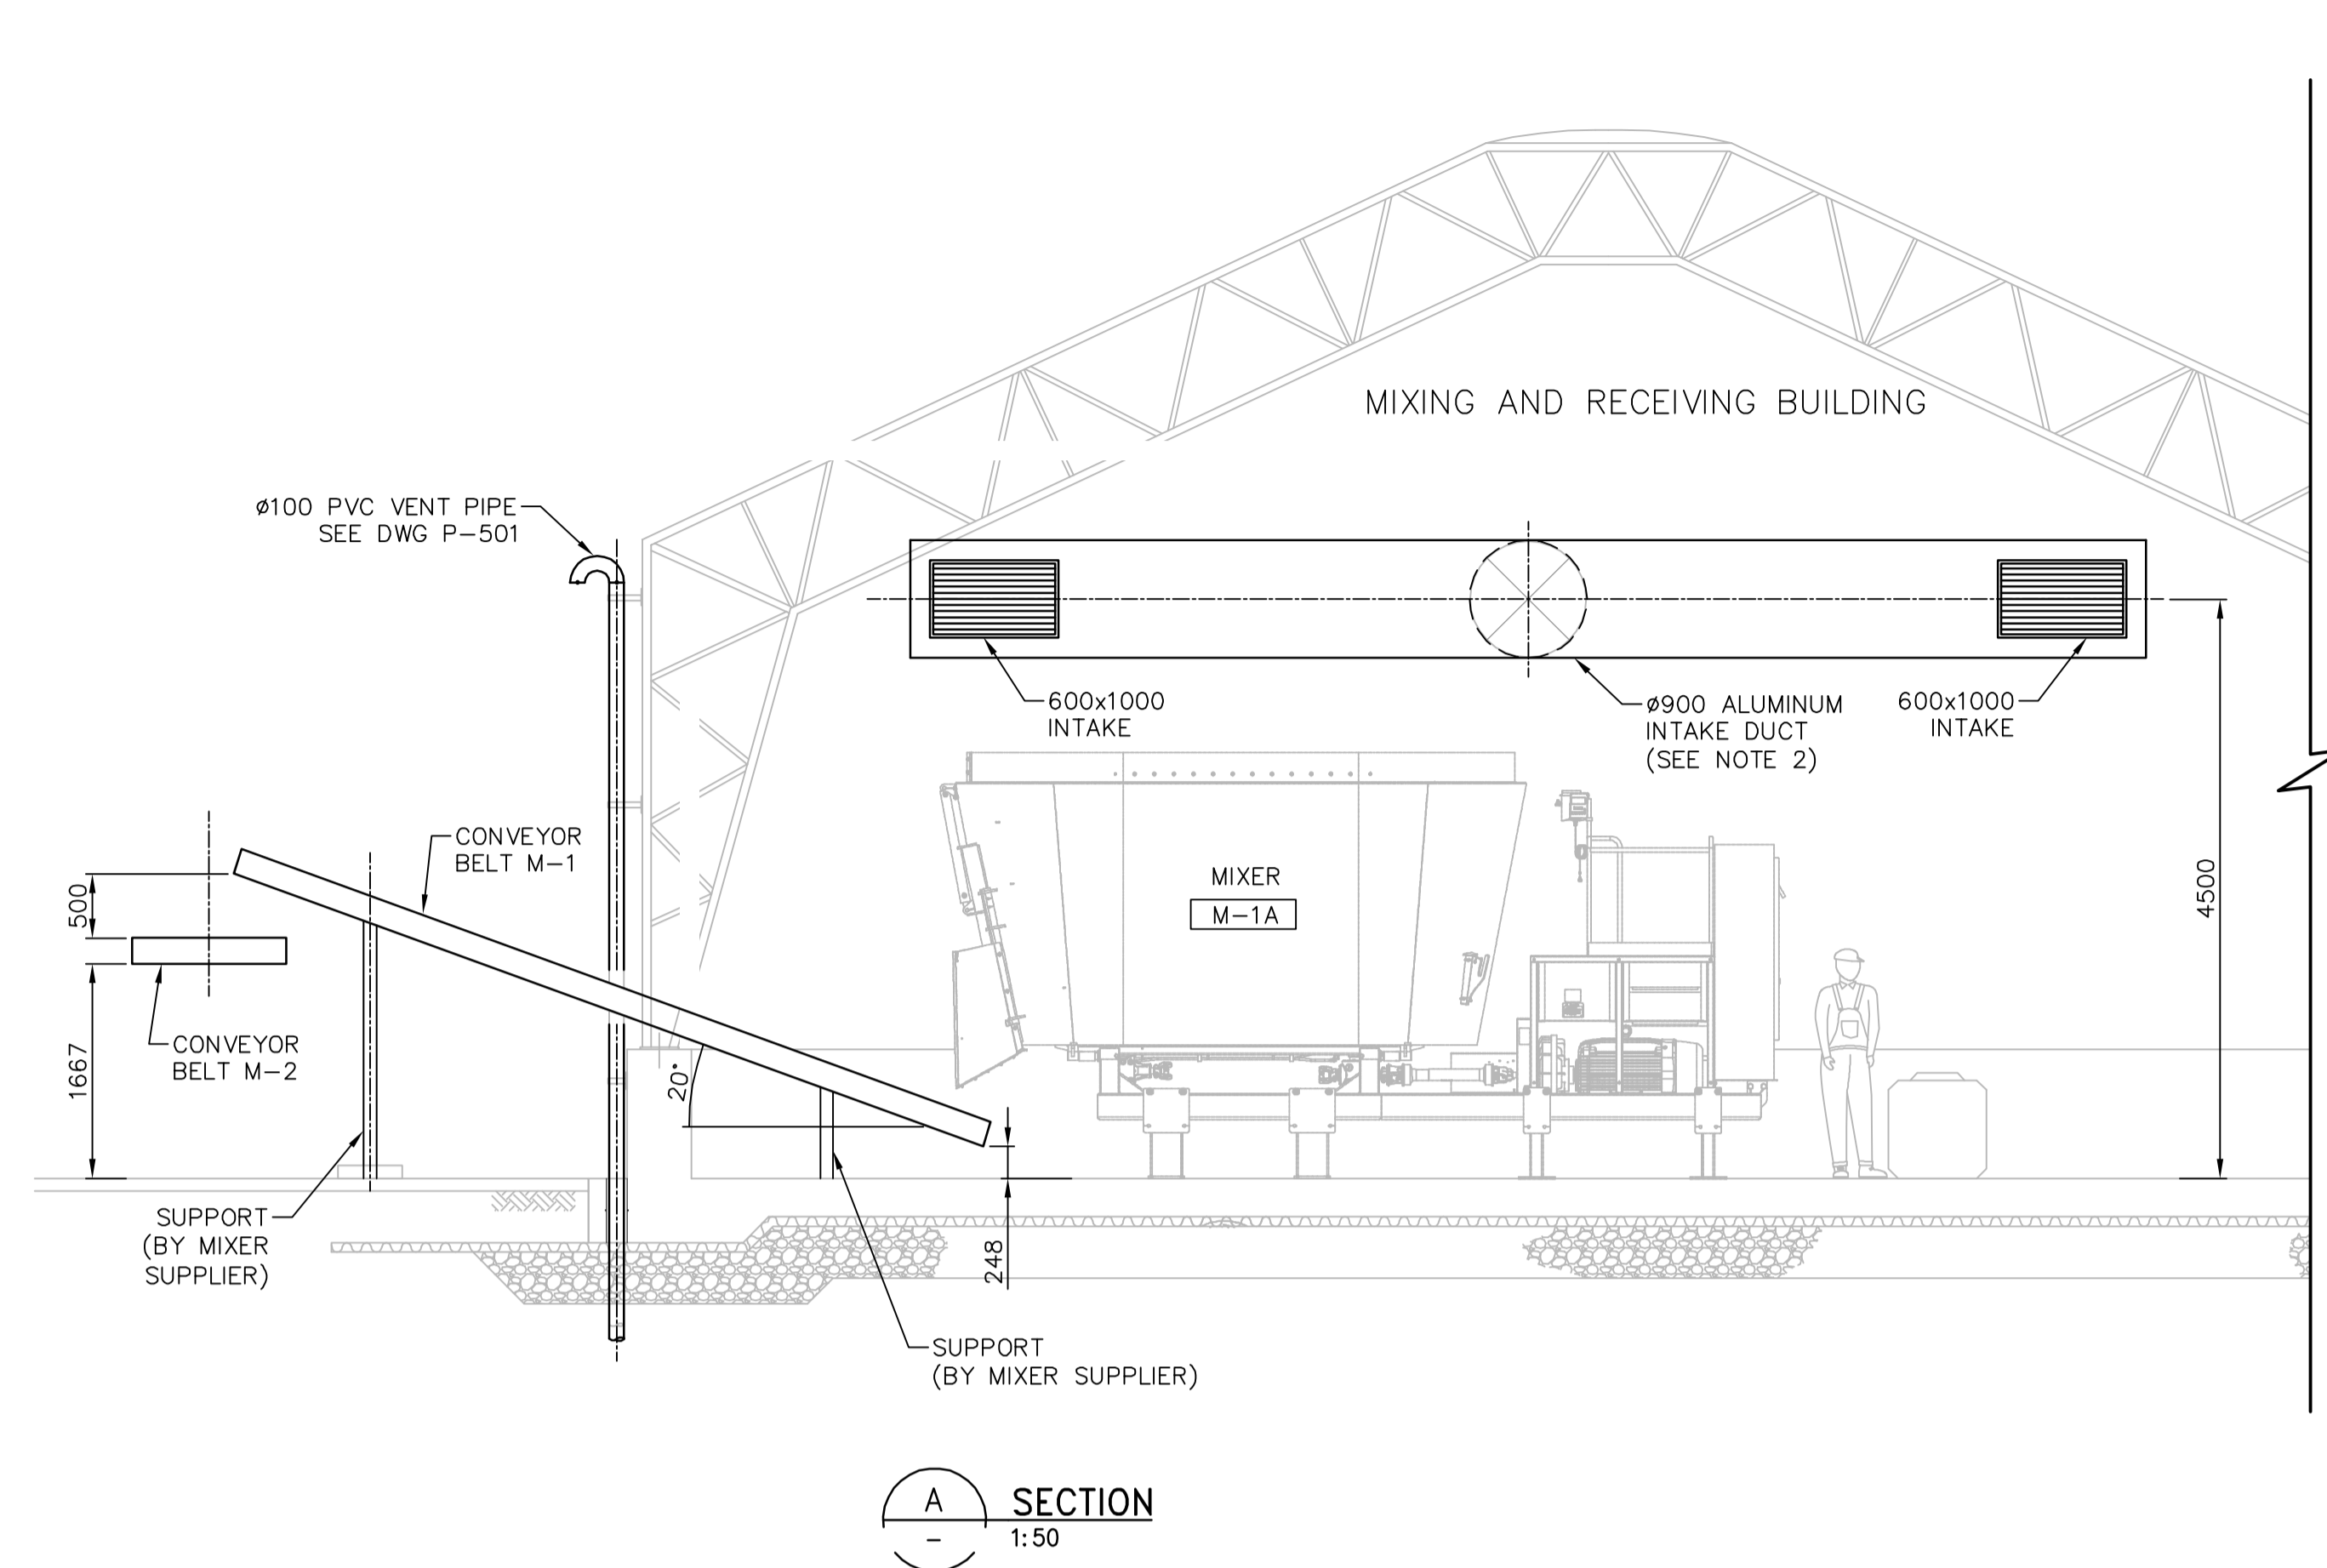 MIXING AND RECEIVING BUILDING
ø100 PVC VENT PIPE
SEE DWG P-501
600x1000
INTAKE
ø900 ALUMINUM
INTAKE DUCT
(SEE NOTE 2)
600x1000
INTAKE
CONVEYOR
BELT M-1
500
MIXER
M-1A
4500
CONVEYOR
BELT M-2
1667
20°
SUPPORT
(BY MIXER
SUPPLIER)
248
SUPPORT
(BY MIXER SUPPLIER)
A
-
SECTION
1:50